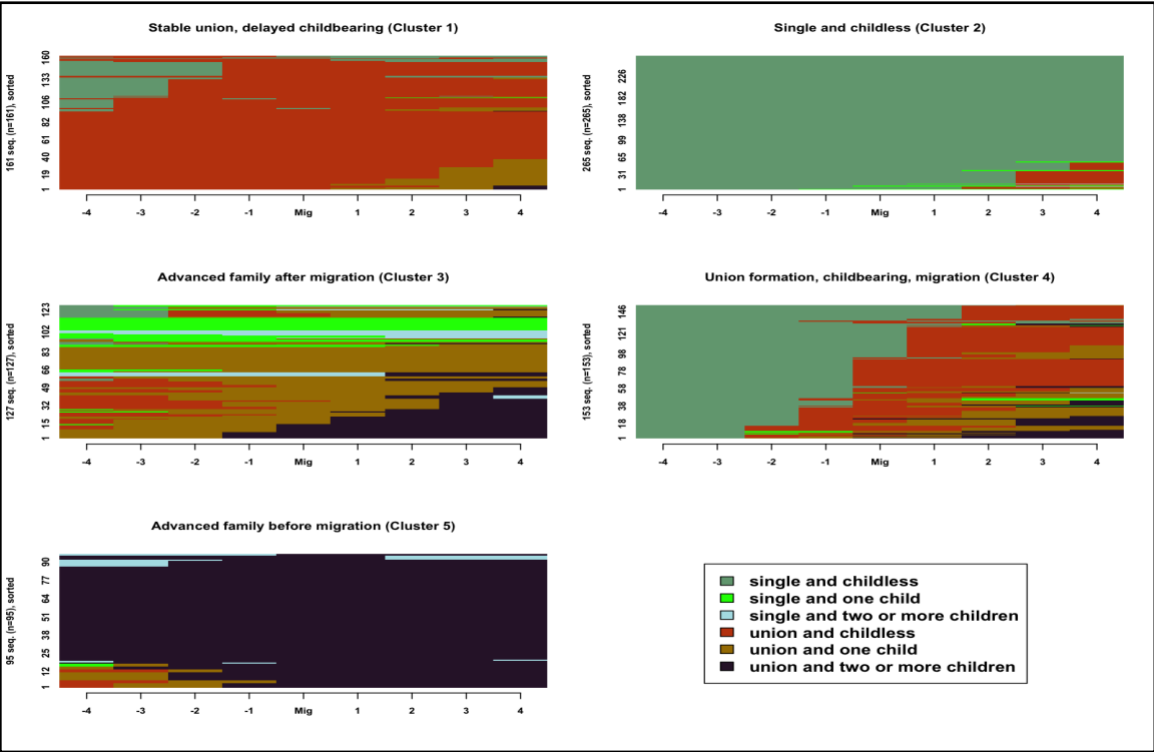 Stable union, delayed childbearing (Cluster 1)
161 seq. (n=161), sorted
1 19 40 61 82 106 133 160
-4 -3 -2 -1 Mig 1 2 3 4
Single and childless (Cluster 2)
265 seq. (n=265), sorted
1 31 65 99 138 182 226
-4 -3 -2 -1 Mig 1 2 3 4
Advanced family after migration (Cluster 3)
127 seq. (n=127), sorted
1 15 32 49 66 83 102 123
-4 -3 -2 -1 Mig 1 2 3 4
Union formation, childbearing, migration (Cluster 4)
153 seq. (n=153), sorted
1 18 38 58 78 98 121 146
-4 -3 -2 -1 Mig 1 2 3 4
Advanced family before migration (Cluster 5)
95 seq. (n=95), sorted
1 12 25 38 51 64 77 90
-4 -3 -2 -1 Mig 1 2 3 4
single and childless
single and one child
single and two or more children
union and childless
union and one child
union and two or more children